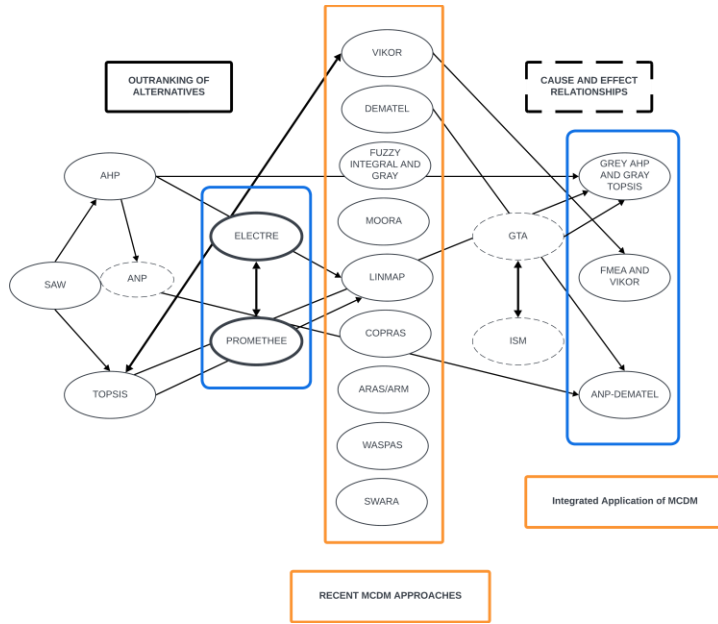 VIKOR
OUTRANKING OF
ALTERNATIVES
CAUSE AND EFFECT
RELATIONSHIPS
DEMATEL
FUZZY
INTEGRAL AND
GRAY
AHP
GREY AHP
AND GRAY
TOPSIS
MOORA
ELECTRE
GTA
SAW
ANP
LINMAP
FMEA AND
VIKOR
COPRAS
PROMETHEE
ISM
TOPSIS
ARAS/ARM
ANP-DEMATEL
WASPAS
SWARA
Integrated Application of MCDM
RECENT MCDM APPROACHES